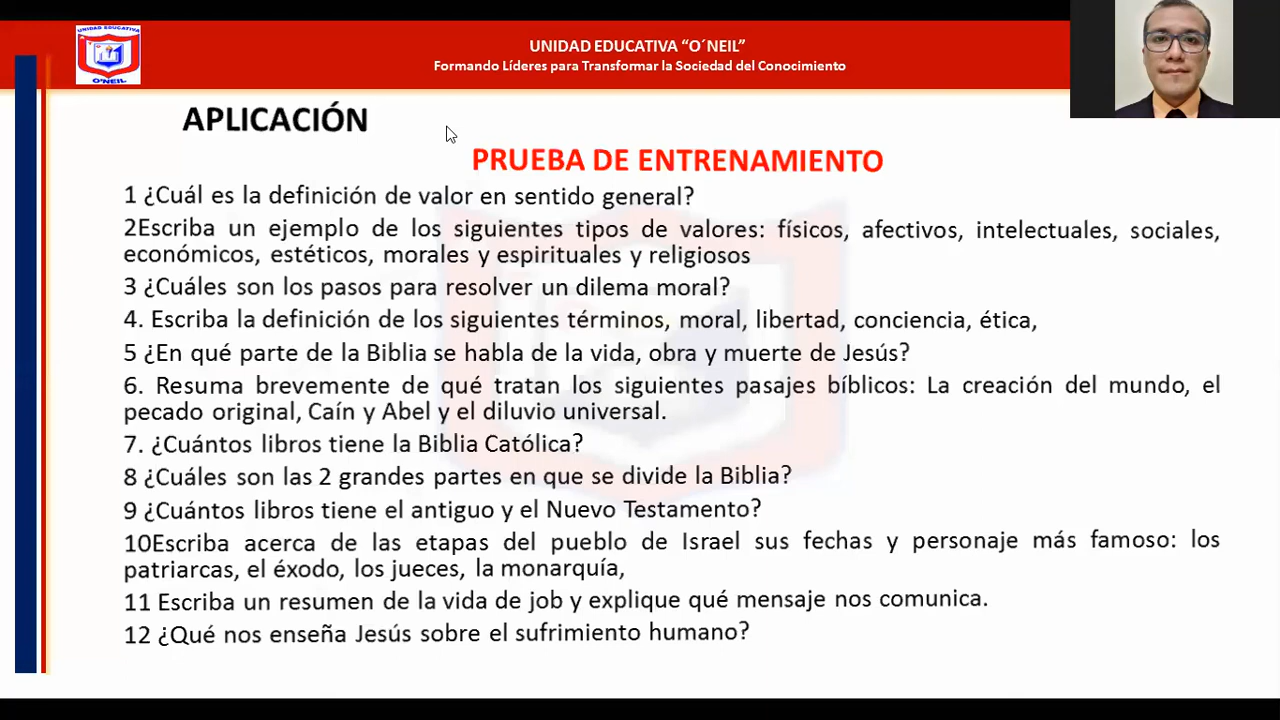 UNIDAD EDUCATIVA "O´NEIL"
Formando Líderes para Transformar la Sociedad del Conocimiento
UNIDAD EDUCATIVA
O'NEIL
APLICACIÓN
PRUEBA DE ENTRENAMIENTO
1 ¿Cuál es la definición de valor en sentido general?
2Escriba un ejemplo de los siguientes tipos de valores: físicos, afectivos, intelectuales, sociales,
económicos, estéticos, morales y espirituales y religiosos
3 ¿Cuáles son los pasos para resolver un dilema moral?
4. Escriba la definición de los siguientes términos, moral, libertad, conciencia, ética,
5 ¿En qué parte de la Biblia se habla de la vida, obra y muerte de Jesús?
6. Resuma brevemente de qué tratan los siguientes pasajes bíblicos: La creación del mundo, el
pecado original, Caín y Abel y el diluvio universal.
7. ¿Cuántos libros tiene la Biblia Católica?
8 ¿Cuáles son las 2 grandes partes en que se divide la Biblia?
9 ¿Cuántos libros tiene el antiguo y el Nuevo Testamento?
10Escriba acerca de las etapas del pueblo de Israel sus fechas y personaje más famoso: los
patriarcas, el éxodo, los jueces, la monarquía,
11 Escriba un resumen de la vida de job y explique qué mensaje nos comunica.
12 ¿Qué nos enseña Jesús sobre el sufrimiento humano?